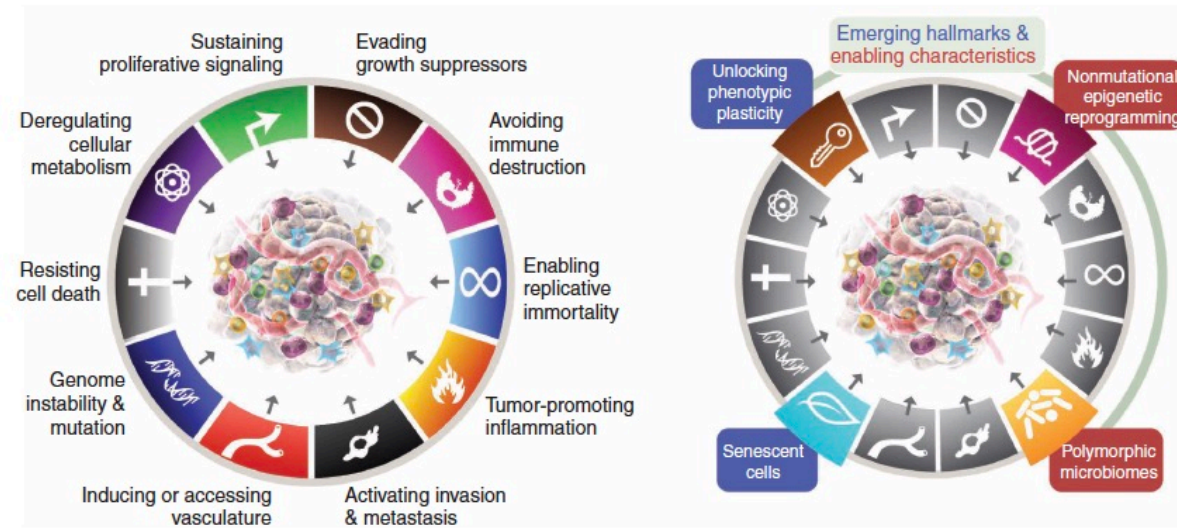 Sustaining
proliferative signaling
Evading
growth suppressors
Deregulating
cellular
metabolism
Avoiding
immune
destruction
Resisting
cell death
Enabling
replicative
immortality
Genome
instability &
mutation
Tumor-promoting
inflammation
Inducing or accessing
vasculature
Activating invasion
& metastasis
Emerging hallmarks &
enabling characteristics
Unlocking
phenotypic
plasticity
Nonmutational
epigenetic
reprogramming
Senescent
cells
Polymorphic
microbiomes